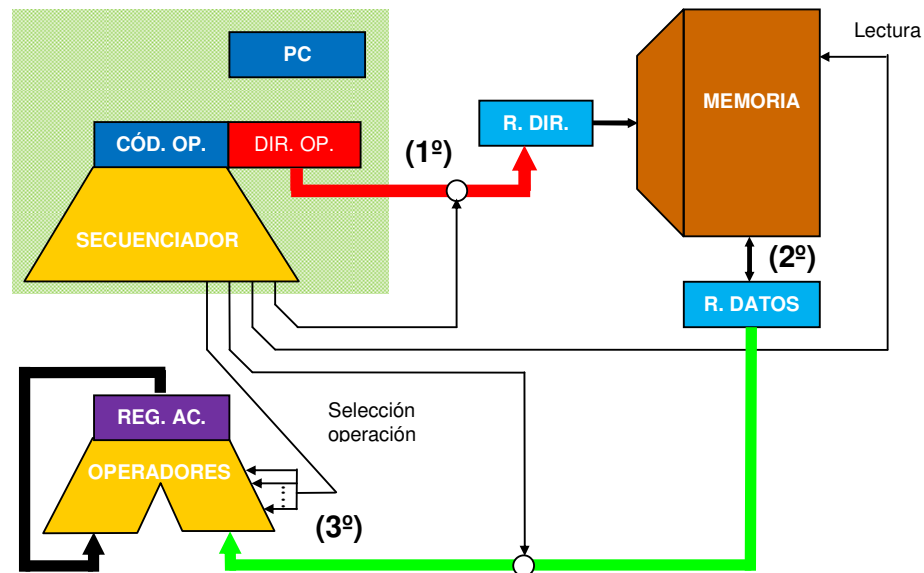 PC
Lectura
MEMORIA
R. DIR.
CÓD. OP.
DIR. OP.
(1º)
SECUENCIADOR
(2º)
R. DATOS
REG. AC.
Selección
operación
OPERADORES
(3º)